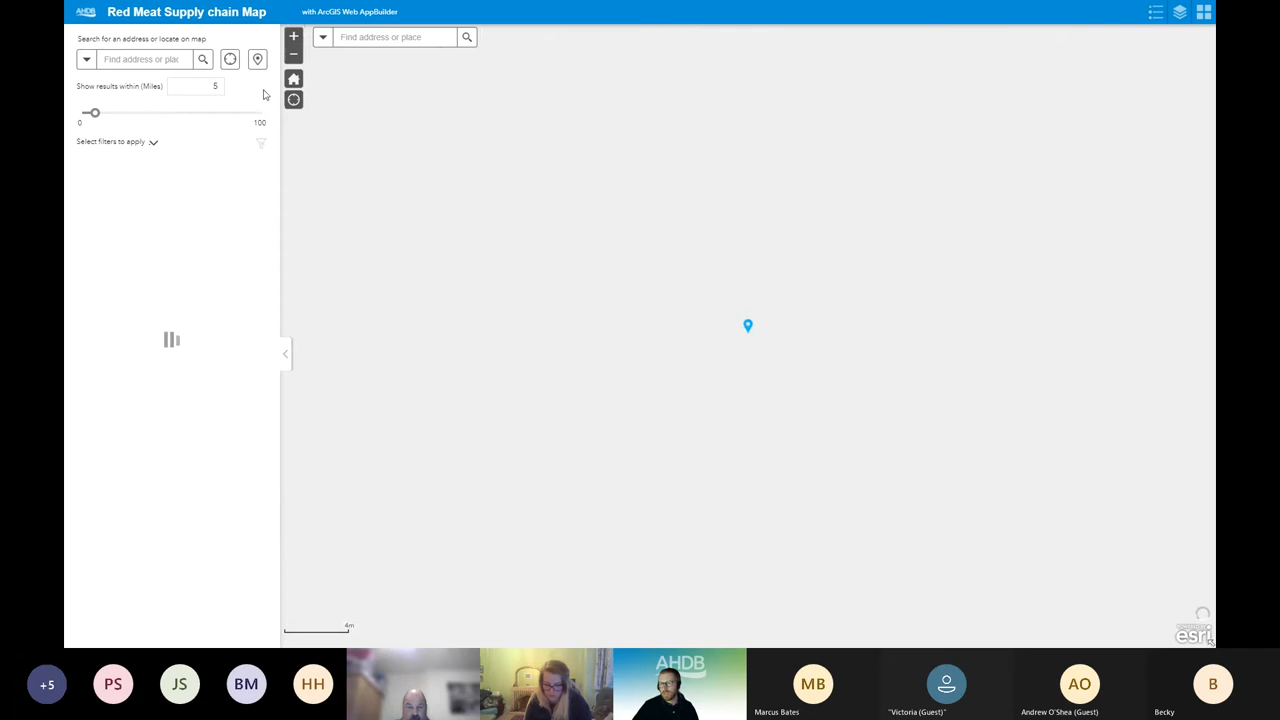 AHDB
Red Meat Supply chain Map
with ArcGIS Web AppBuilder
Search for an address or locate on map
Find address or plac
Show results within (Miles)
5
0
100
Select filters to apply
+
−
Find address or place
4m
esri
+5
PS
JS
BM
HH
AHDB
MB
Marcus Bates
"Victoria (Guest)"
AO
Andrew O'Shea (Guest)
B
Becky